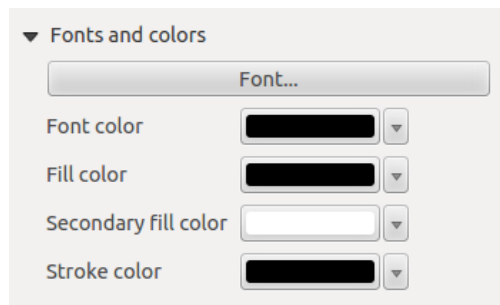 Fonts and colors
Font...
Font color
Fill color
Secondary fill color
Stroke color